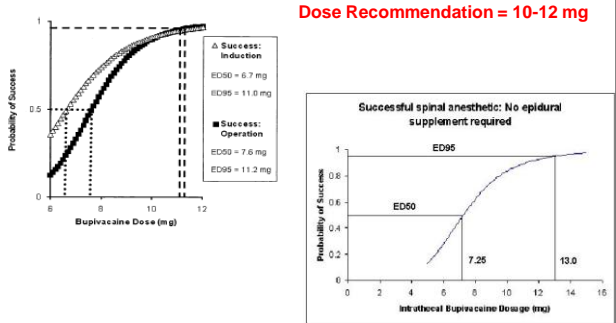 Dose Recommendation = 10-12 mg
1
0.5
0
Probability of Success
6
8
10
12
Bupivacaine Dose (mg)
Success:
Induction
ED50 = 6.7 mg
ED95 = 11.0 mg
Success:
Operation
ED50 = 7.6 mg
ED95 = 11.2 mg
Successful spinal anesthetic: No epidural
supplement required
Probability of Success
1
0.8
0.6
0.4
0.2
0
ED95
ED50
7.25
13.0
0
2
4
6
8
10
12
14
16
Intrathecal Bupivacaine Dosage (mg)